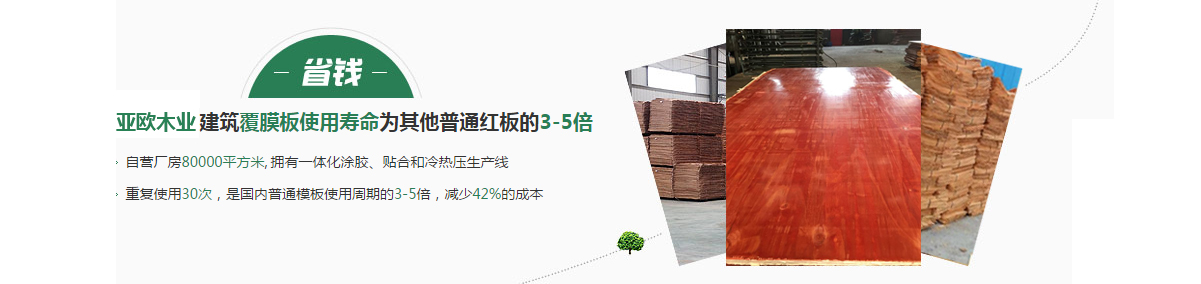 省钱
亚欧木业 建筑覆膜板使用寿命为其他普通红板的3-5倍
自营厂房80000平方米, 拥有一体化涂胶、贴合和冷热压生产线
重复使用30次，是国内普通模板使用周期的3-5倍，减少42%的成本